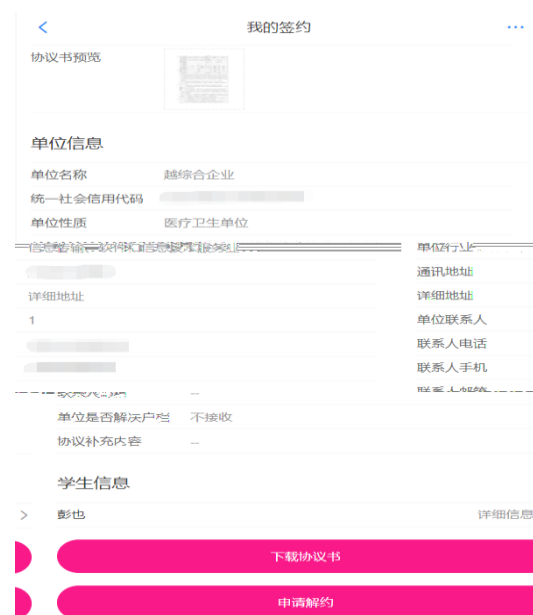 我的签约
协议书预览
单位信息
单位名称 越综合企业
统一社会信用代码
单位性质 医疗卫生单位
单位行业
通讯地址
详细地址 详细地址
1 单位联系人
联系人电话
联系人手机
单位是否解决户档 不接收
协议补充内容 --
学生信息
彭也 详细信息
下载协议书
申请解约